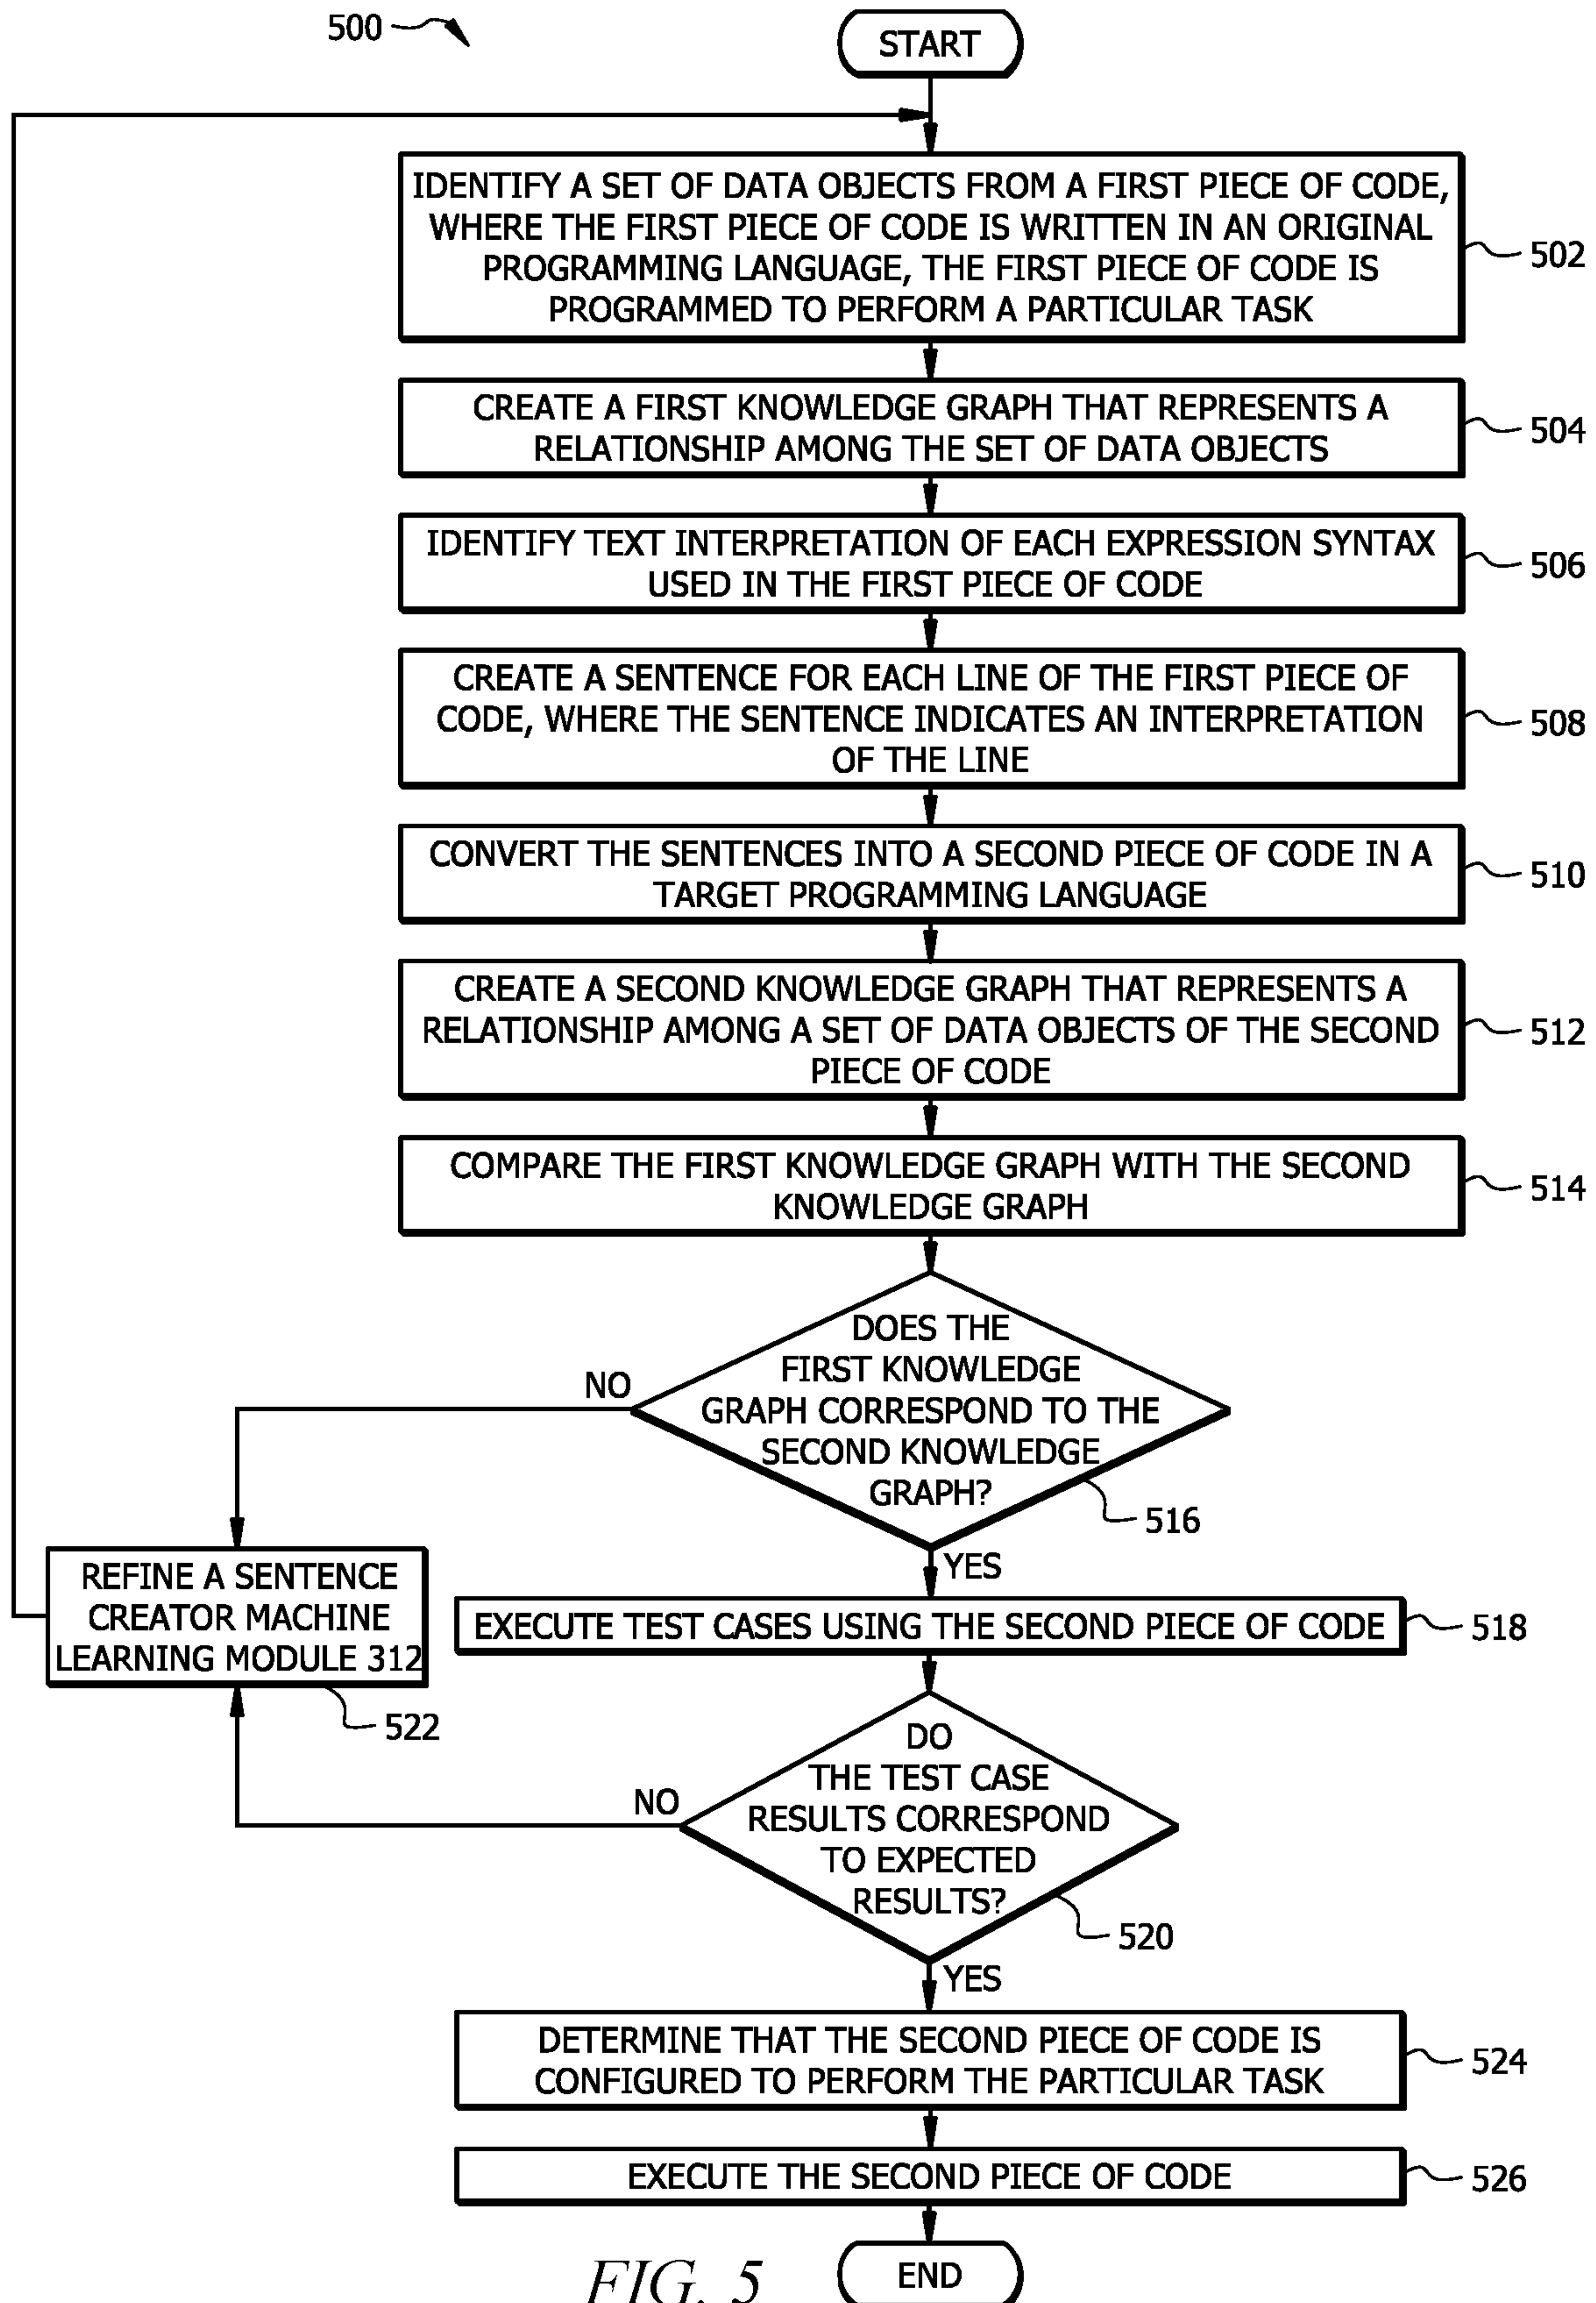 500
START
IDENTIFY A SET OF DATA OBJECTS FROM A FIRST PIECE OF CODE,
WHERE THE FIRST PIECE OF CODE IS WRITTEN IN AN ORIGINAL
PROGRAMMING LANGUAGE, THE FIRST PIECE OF CODE IS
PROGRAMMED TO PERFORM A PARTICULAR TASK
502
CREATE A FIRST KNOWLEDGE GRAPH THAT REPRESENTS A
RELATIONSHIP AMONG THE SET OF DATA OBJECTS
504
IDENTIFY TEXT INTERPRETATION OF EACH EXPRESSION SYNTAX
USED IN THE FIRST PIECE OF CODE
506
CREATE A SENTENCE FOR EACH LINE OF THE FIRST PIECE OF
CODE, WHERE THE SENTENCE INDICATES AN INTERPRETATION
OF THE LINE
508
CONVERT THE SENTENCES INTO A SECOND PIECE OF CODE IN A
TARGET PROGRAMMING LANGUAGE
510
CREATE A SECOND KNOWLEDGE GRAPH THAT REPRESENTS A
RELATIONSHIP AMONG A SET OF DATA OBJECTS OF THE SECOND
PIECE OF CODE
512
COMPARE THE FIRST KNOWLEDGE GRAPH WITH THE SECOND
KNOWLEDGE GRAPH
514
DOES THE
FIRST KNOWLEDGE
GRAPH CORRESPOND TO THE
SECOND KNOWLEDGE
GRAPH?
516
NO
YES
REFINE A SENTENCE
CREATOR MACHINE
LEARNING MODULE 312
522
EXECUTE TEST CASES USING THE SECOND PIECE OF CODE
518
DO
THE TEST CASE
RESULTS CORRESPOND
TO EXPECTED
RESULTS?
520
NO
YES
DETERMINE THAT THE SECOND PIECE OF CODE IS
CONFIGURED TO PERFORM THE PARTICULAR TASK
524
EXECUTE THE SECOND PIECE OF CODE
526
END
FIG. 5